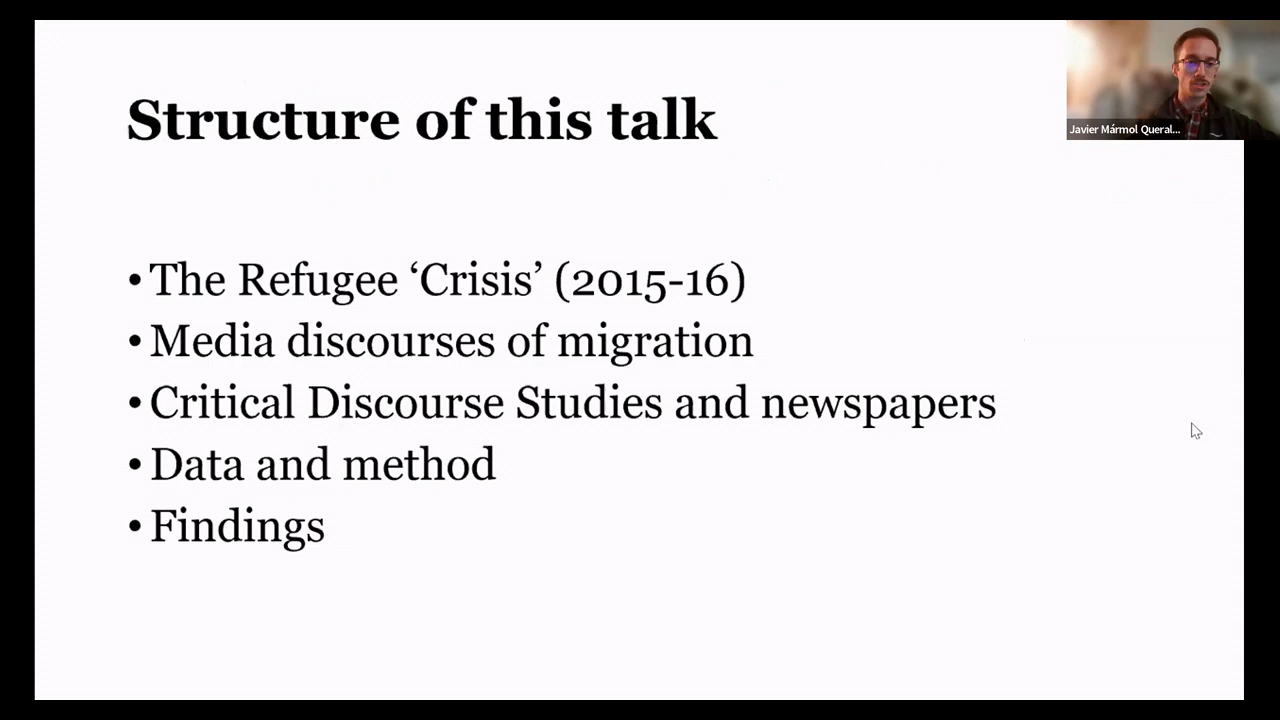 Structure of this talk
Javier Mármol Queral...
• The Refugee ‘Crisis’ (2015-16)
• Media discourses of migration
• Critical Discourse Studies and newspapers
• Data and method
• Findings